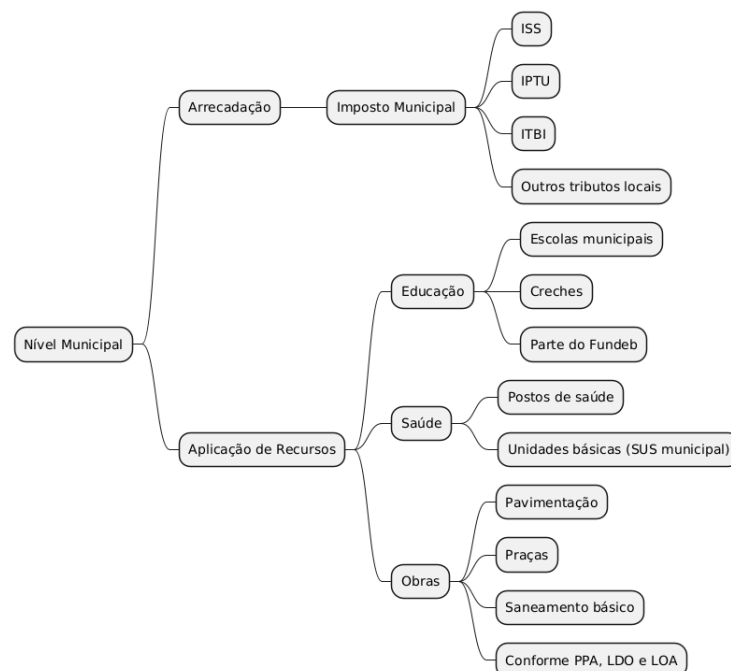 Nível Municipal
Arrecadação
Imposto Municipal
ISS
IPTU
ITBI
Outros tributos locais
Aplicação de Recursos
Educação
Escolas municipais
Creches
Parte do Fundeb
Saúde
Postos de saúde
Unidades básicas (SUS municipal)
Obras
Pavimentação
Praças
Saneamento básico
Conforme PPA, LDO e LOA